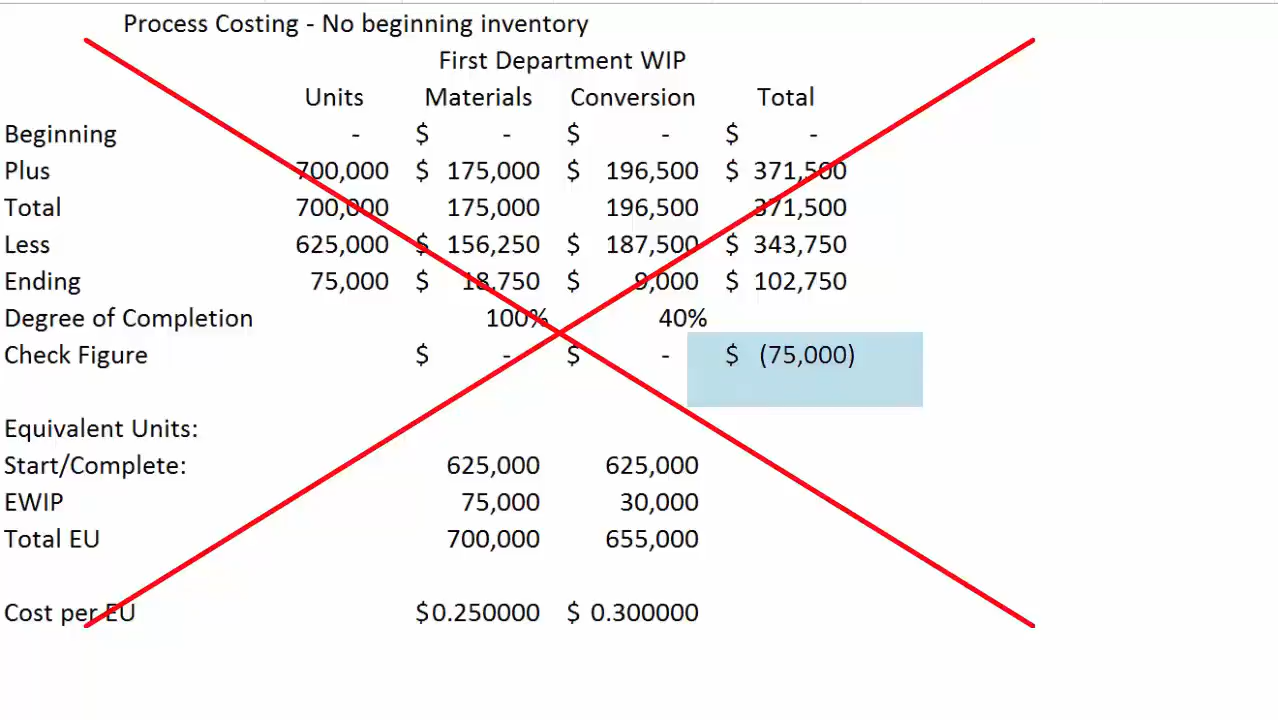 Process Costing - No beginning inventory
First Department WIP
Units Materials Conversion Total
Beginning - $ - $ - $ -
Plus 700,000 $ 175,000 $ 196,500 $ 371,500
Total 700,000 175,000 196,500 371,500
Less 625,000 $ 156,250 $ 187,500 $ 343,750
Ending 75,000 $ 18,750 $ 9,000 $ 102,750
Degree of Completion 100% 40%
Check Figure $ - $ - $ (75,000)
Equivalent Units:
Start/Complete: 625,000 625,000
EWIP 75,000 30,000
Total EU 700,000 655,000
Cost per EU $0.250000 $ 0.300000